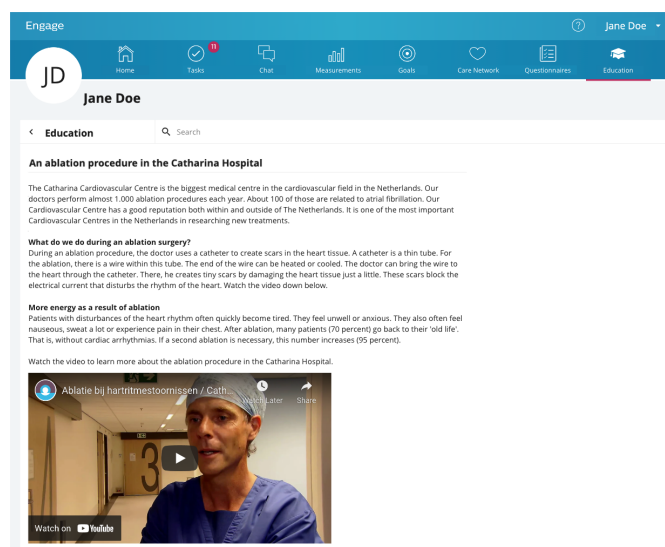 Engage
? Jane Doe
JD
Home
11
Tasks
Chat
Measurements
Goals
Care Network
Questionnaires
Education
Jane Doe
Education
Search
An ablation procedure in the Catharina Hospital
The Catharina Cardiovascular Centre is the biggest medical centre in the cardiovascular field in the Netherlands. Our
doctors perform almost 1.000 ablation procedures each year. About 100 of those are related to atrial fibrillation. Our
Cardiovascular Centre has a good reputation both within and outside of The Netherlands. It is one of the most important
Cardiovascular Centres in the Netherlands in researching new treatments.
What do we do during an ablation surgery?
During an ablation procedure, the doctor uses a catheter to create scars in the heart tissue. A catheter is a thin tube. For
the ablation, there is a wire within this tube. The end of the wire can be heated or cooled. The doctor can bring the wire to
the heart through the catheter. There, he creates tiny scars by damaging the heart tissue just a little. These scars block the
electrical current that disturbs the rhythm of the heart. Watch the video down below.
More energy as a result of ablation
Patients with disturbances of the heart rhythm often quickly become tired. They feel unwell or anxious. They also often feel
nauseous, sweat a lot or experience pain in their chest. After ablation, many patients (70 percent) go back to their 'old life'.
That is, without cardiac arrhythmias. If a second ablation is necessary, this number increases (95 percent).
Watch the video to learn more about the ablation procedure in the Catharina Hospital.
Ablatie bij hartritmestoornissen / Cath...
Watch Later
Share
3
Watch on YouTube